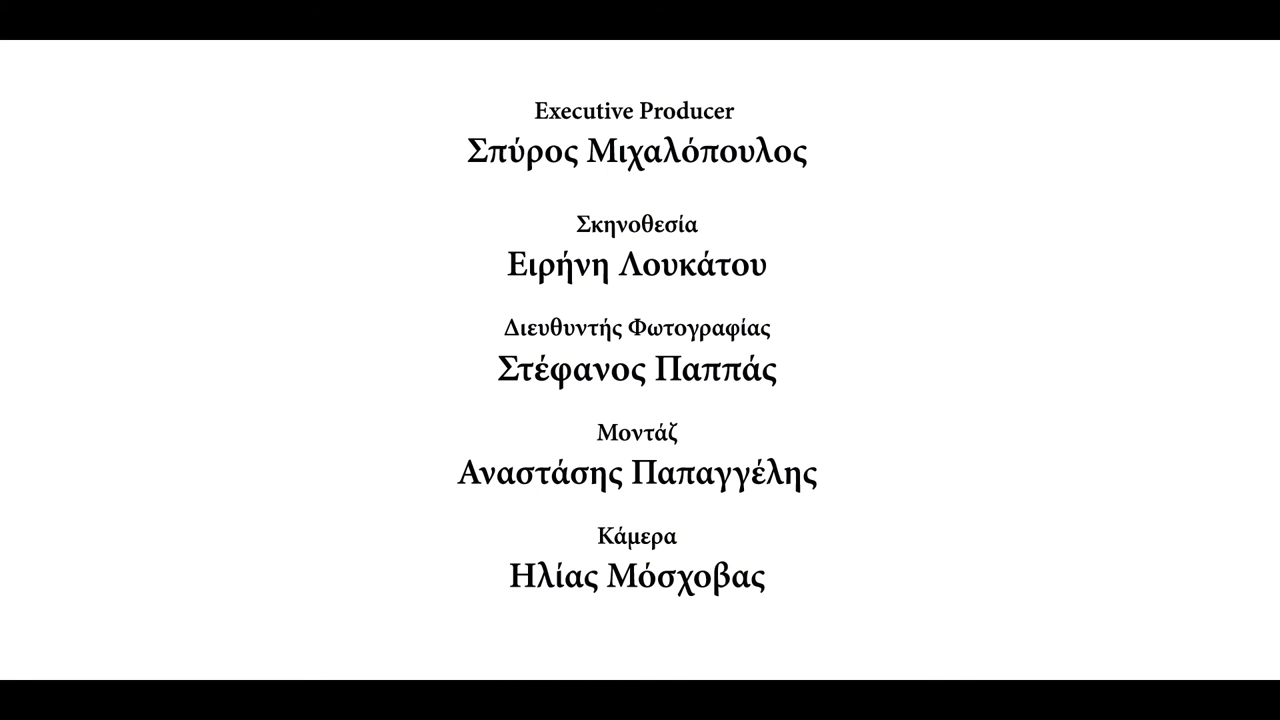 Executive Producer
Σπύρος Μιχαλόπουλος
Σκηνοθεσία
Ειρήνη Λουκάτου
Διευθυντής Φωτογραφίας
Στέφανος Παππάς
Μοντάζ
Αναστάσης Παπαγγέλης
Κάμερα
Ηλίας Μόσχοβας